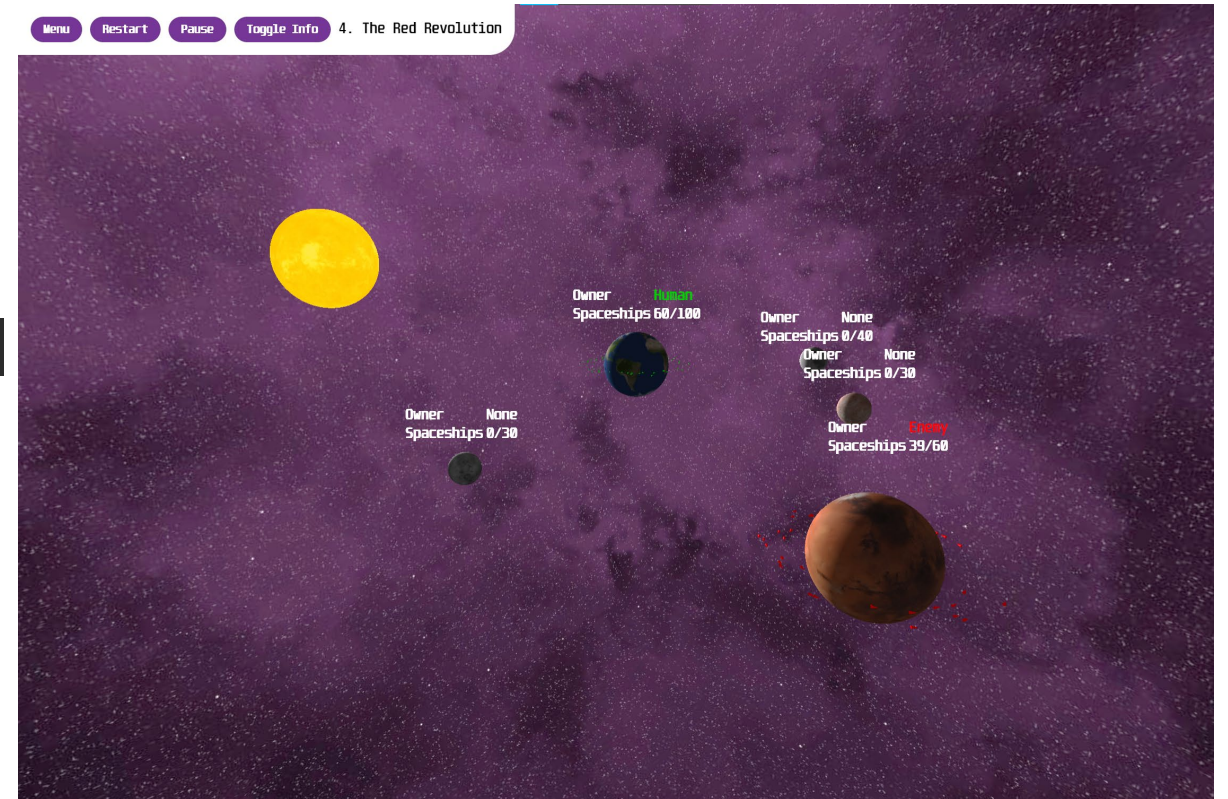 Menu Restart Pause Toggle Info 4. The Red Revolution
Owner Human
Spaceships 60/100
Owner None
Spaceships 0/40
Owner None
Spaceships 0/30
Owner None
Spaceships 0/30
Owner Enemy
Spaceships 39/60